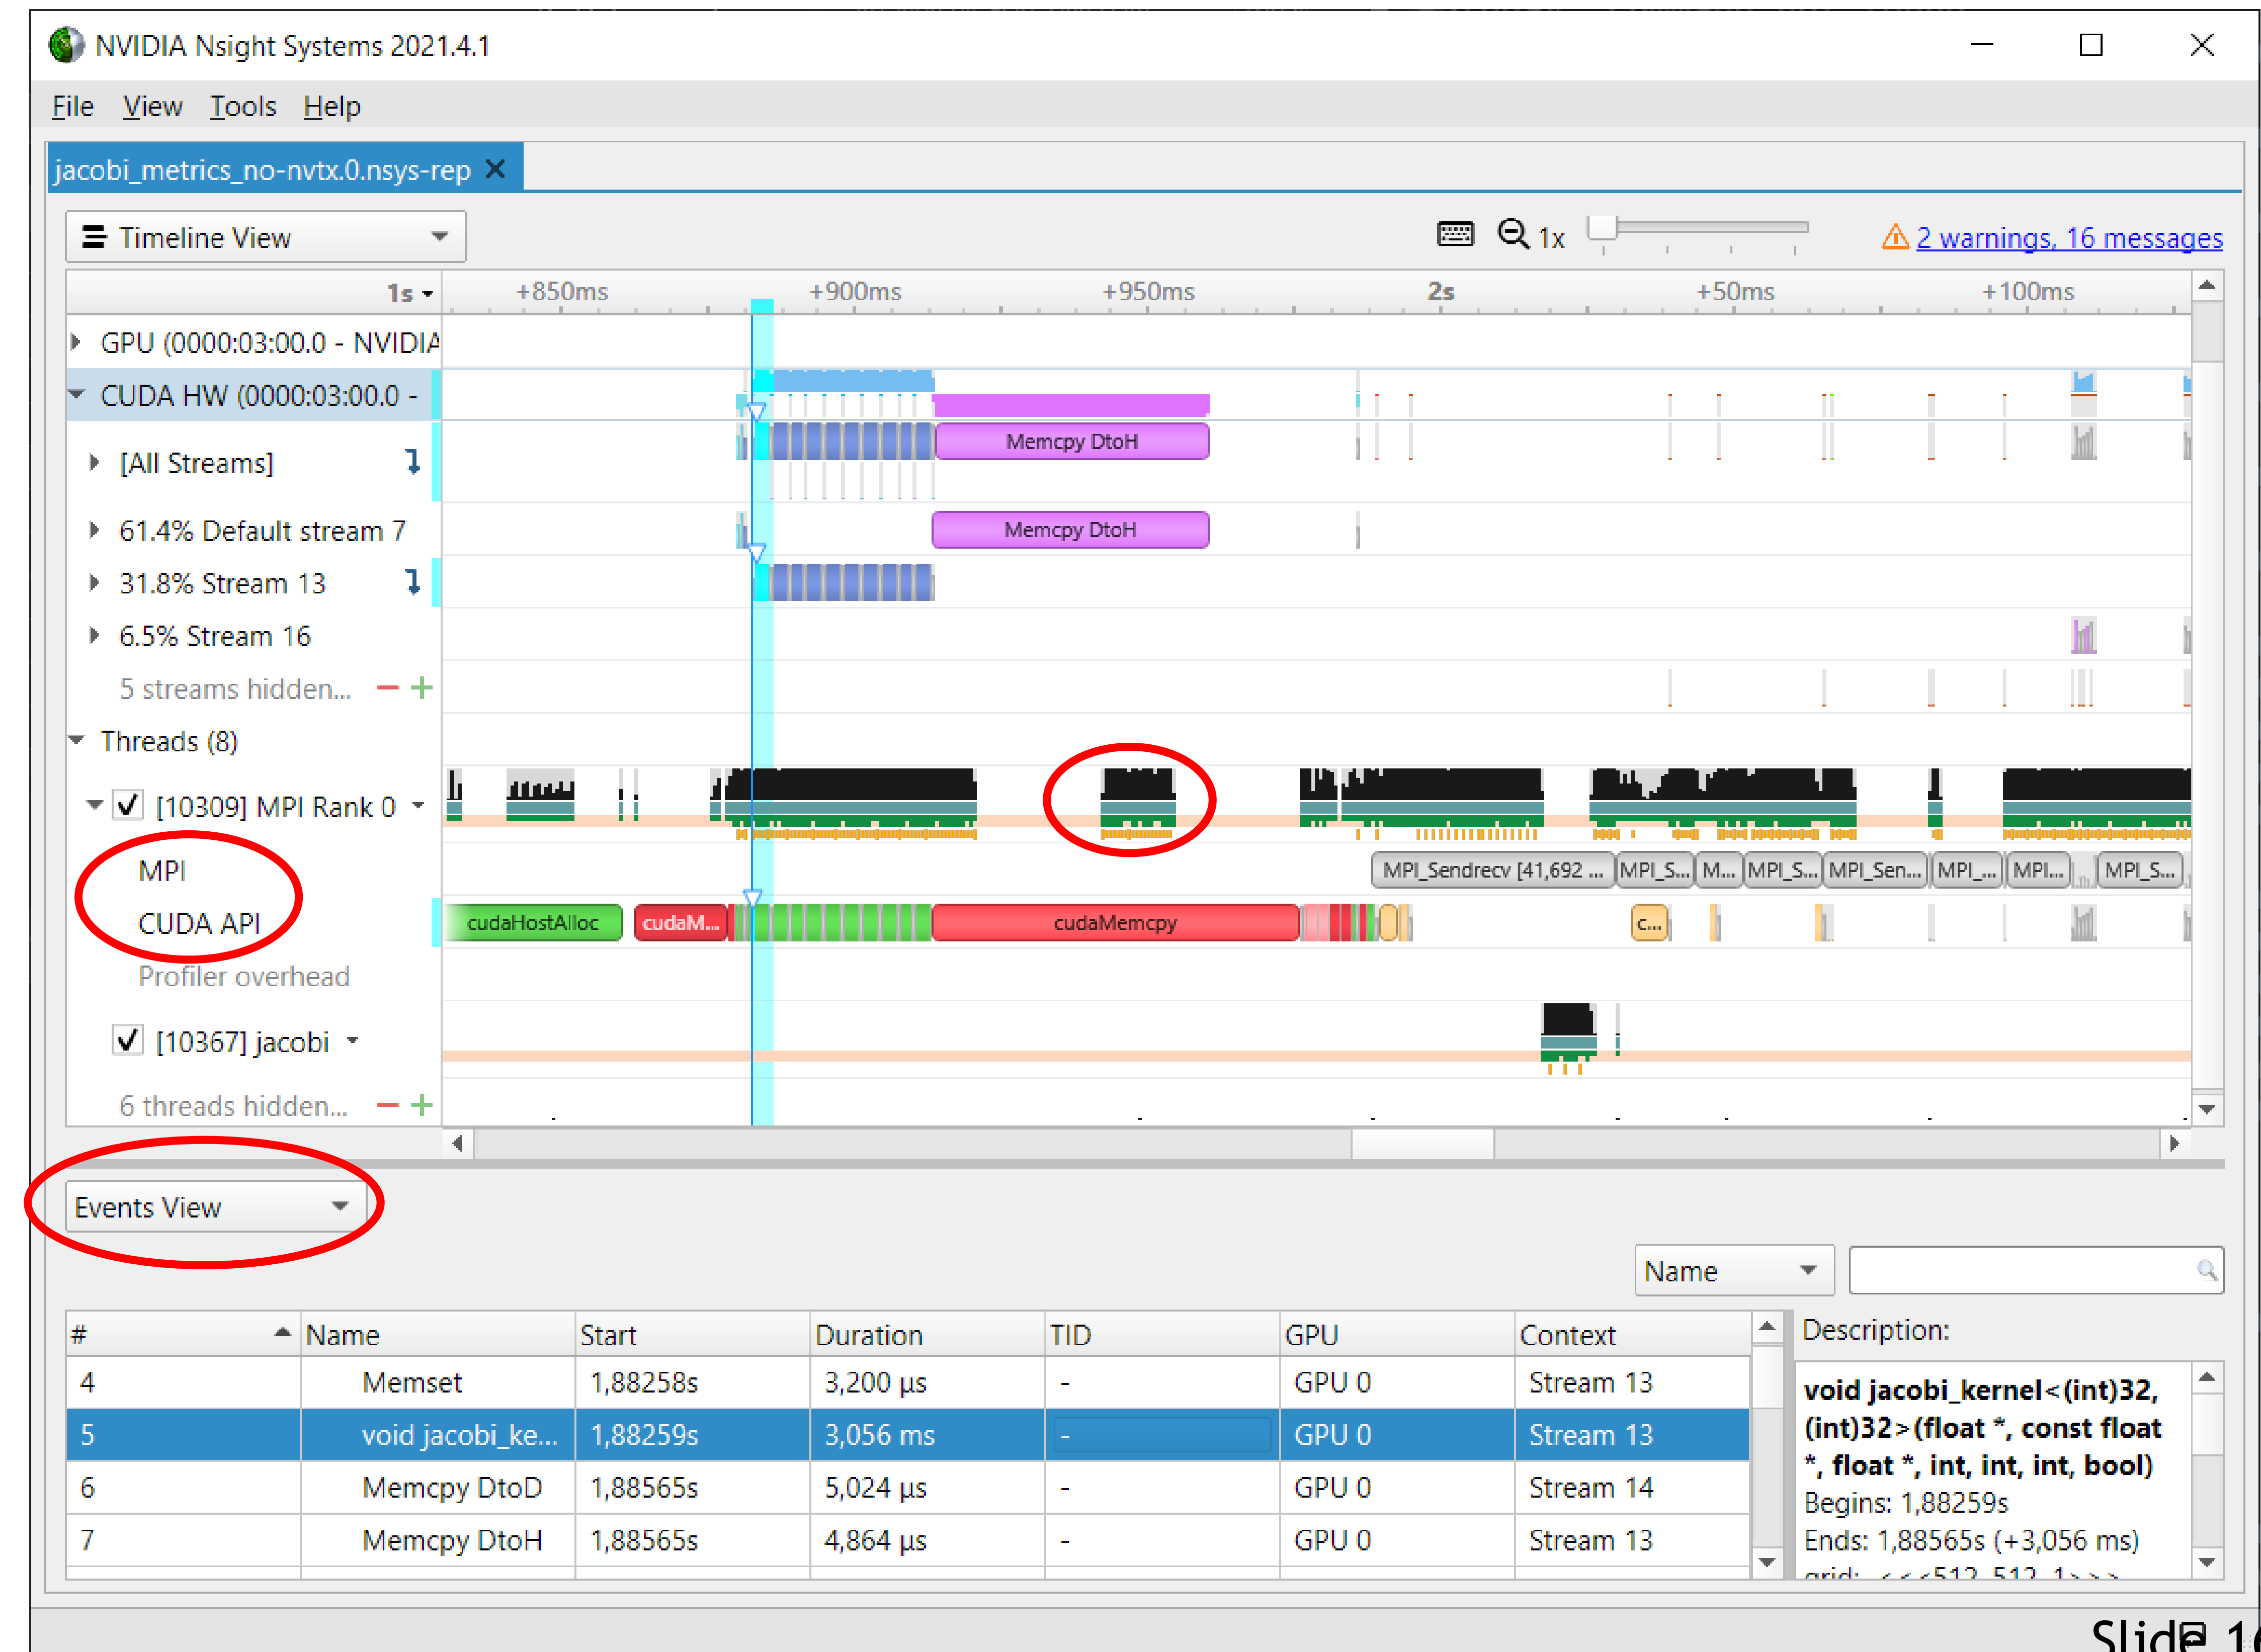 NVIDIA Nsight Systems 2021.4.1
File View Tools Help
jacobi_metrics_no-nvtx.0.nsys-rep
Timeline View 1x 2 warnings, 16 messages
1s +850ms +900ms +950ms 2s +50ms +100ms
GPU (0000:03:00.0 - NVIDIA
CUDA HW (0000:03:00.0 -
[All Streams] Memcpy DtoH
61.4% Default stream 7 Memcpy DtoH
31.8% Stream 13
6.5% Stream 16
5 streams hidden... − +
Threads (8)
[10309] MPI Rank 0
MPI MPI_Sendrecv [41,692 ... MPI_S... M... MPI_S... MPI_Sen... MPI_... MPI... MPI_S...
CUDA API cudaHostAlloc cudaM... cudaMemcpy c...
Profiler overhead
[10367] jacobi
6 threads hidden... − +
Events View
Name
# Name Start Duration TID GPU Context
4 Memset 1,88258s 3,200 µs - GPU 0 Stream 13
5 void jacobi_ke... 1,88259s 3,056 ms - GPU 0 Stream 13
6 Memcpy DtoD 1,88565s 5,024 µs - GPU 0 Stream 14
7 Memcpy DtoH 1,88565s 4,864 µs - GPU 0 Stream 13
Description:
void jacobi_kernel<(int)32,
(int)32>(float *, const float
*, float *, int, int, int, bool)
Begins: 1,88259s
Ends: 1,88565s (+3,056 ms)
grid: <<<512, 512, 1>>>
Slide